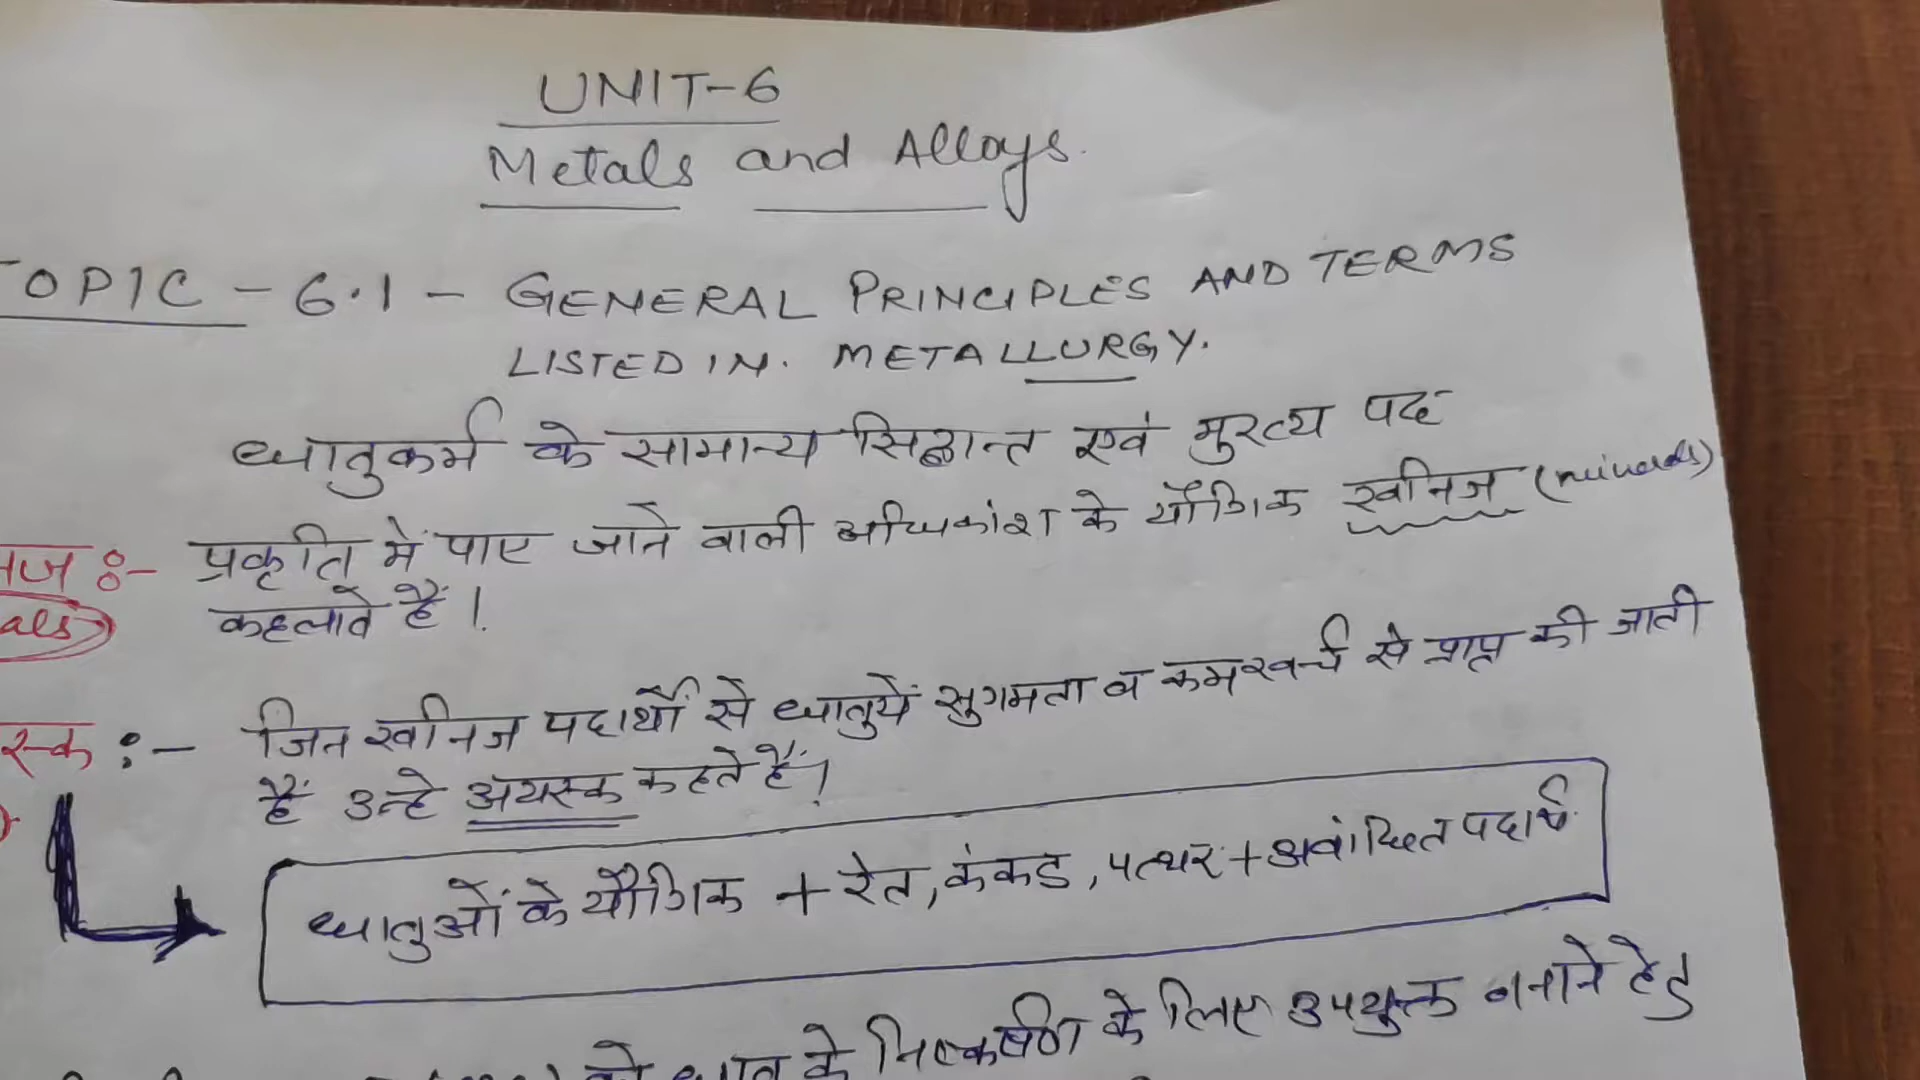 UNIT-6
Metals and Alloys.
TOPIC - 6.1 - GENERAL PRINCIPLES AND TERMS
LISTED IN. METALLURGY.
धातुकर्म के सामान्य सिद्धान्त एवं मुख्य पद
प्रकृति में पाए जाने वाली अधिकांश के यौगिक खनिज (minerals)
कहलाते हैं।
जिन खनिज पदार्थों से धातुयें सुगमता व कमखर्च से प्राप्त की जाती
हैं उन्हे अयस्क कहते हैं।
धातुओं के यौगिक + रेत, कंकड, पत्थर + अवांछित पदार्थ
के निष्कर्षण के लिए उपयुक्त बनाने हेतु